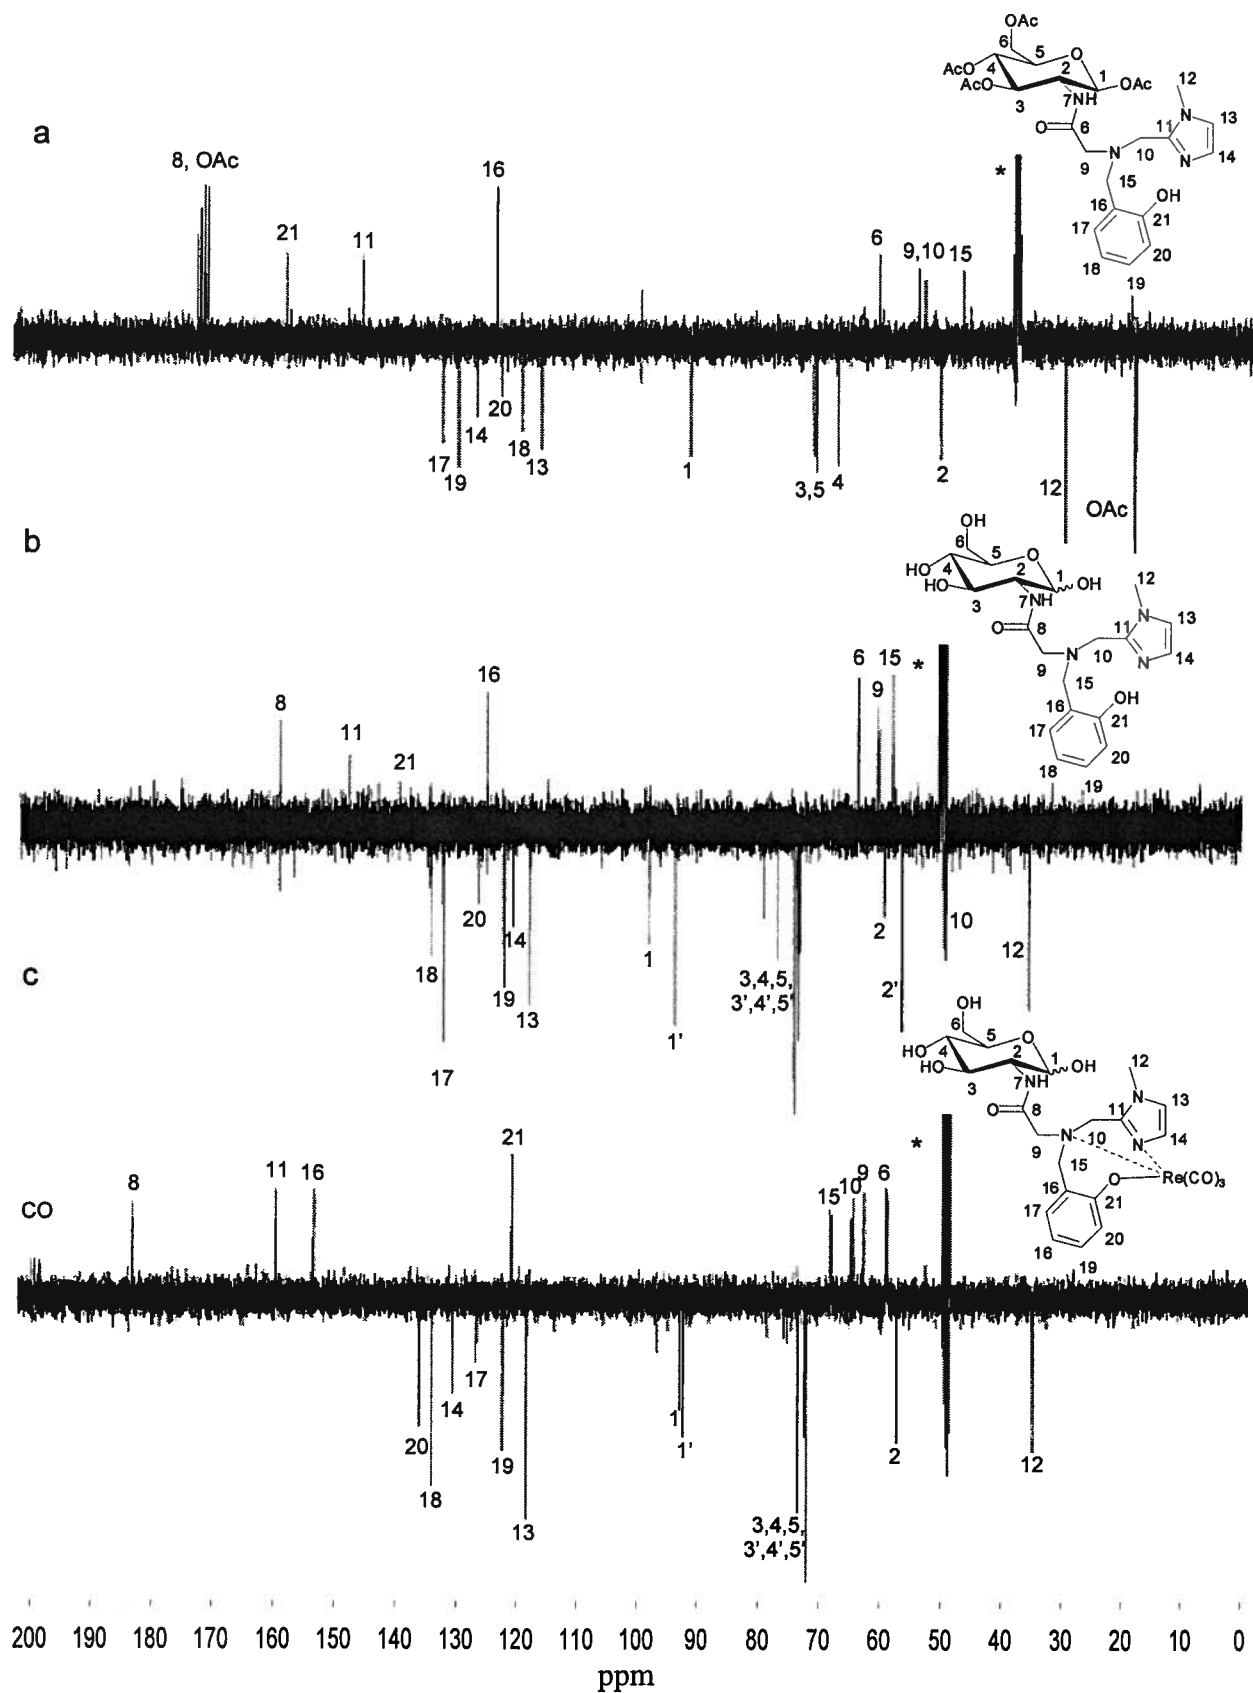 OAc
6
5
O
AcO
4
2
1
OAc
AcO
3
7NH
12
O
6
11
N
13
N
9
10
N
14
15
16
OH
17
21
18
20
19
a
8, OAc
21
11
16
*
6
9,10
15
17
19
14
20
18
13
1
3,5
4
2
12
OAc
b
OH
6
5
O
HO
4
2
1
OH
HO
3
7NH
12
O
8
11
N
13
N
9
10
N
14
15
16
OH
17
21
18
20
19
8
11
21
16
6
9
15
*
18
17
20
19
14
13
1
1'
3,4,5,
3',4',5'
2
2'
10
12
c
OH
6
5
O
HO
4
2
1
OH
HO
3
7NH
12
O
8
11
N
13
N
9
10
N
14
15
16
O
Re(CO)3
17
21
16
20
19
CO
8
11
16
21
15
10
9
6
*
20
18
14
17
19
13
1
1'
3,4,5,
3',4',5'
2
12
200 190 180 170 160 150 140 130 120 110 100 90 80 70 60 50 40 30 20 10 0
ppm